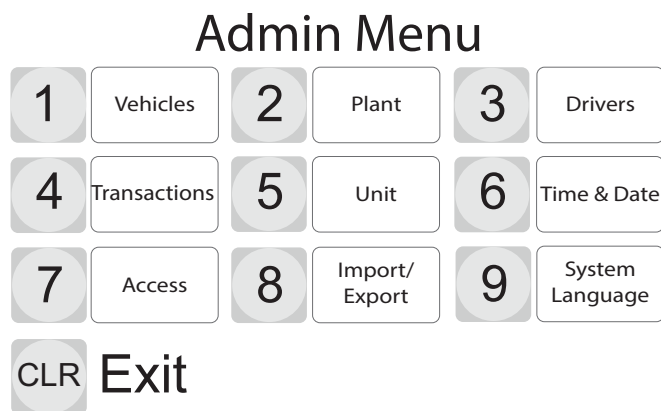 Admin Menu
1 Vehicles 2 Plant 3 Drivers
4 Transactions 5 Unit 6 Time & Date
7 Access 8 Import/
Export 9 System
Language
CLR Exit